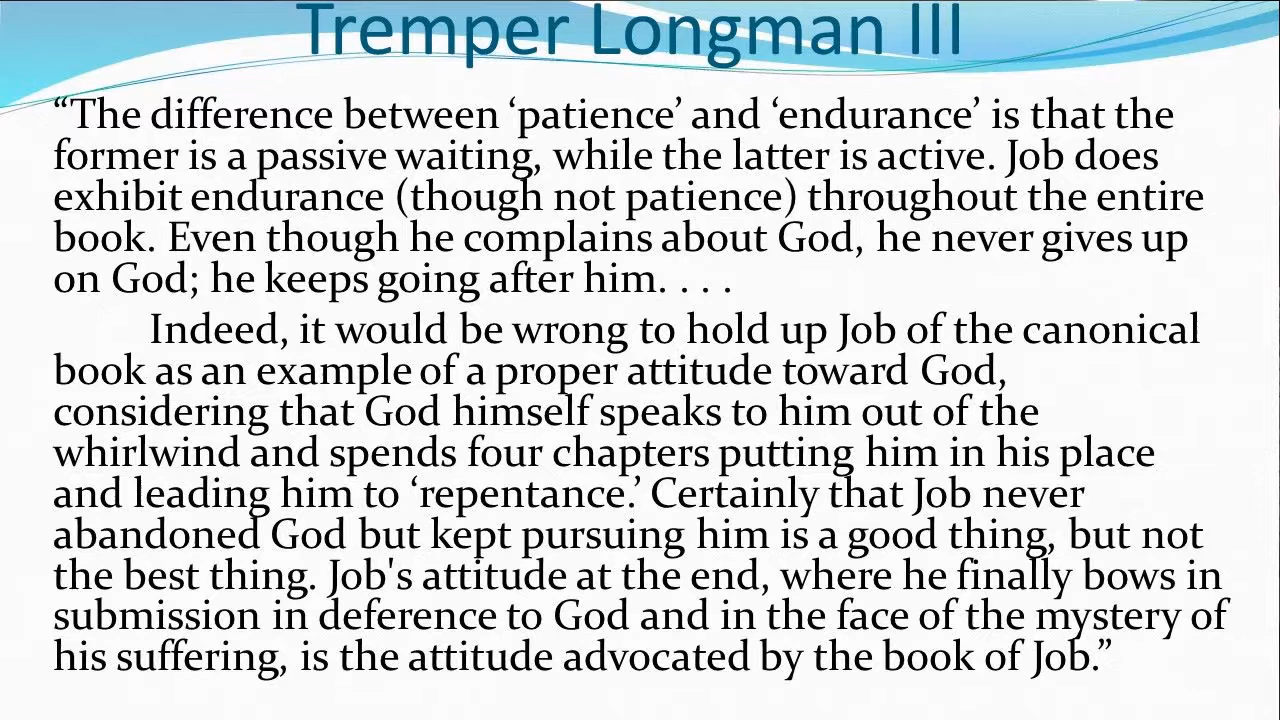 Tremper Longman III
“The difference between ‘patience’ and ‘endurance’ is that the
former is a passive waiting, while the latter is active. Job does
exhibit endurance (though not patience) throughout the entire
book. Even though he complains about God, he never gives up
on God; he keeps going after him. . . .
Indeed, it would be wrong to hold up Job of the canonical
book as an example of a proper attitude toward God,
considering that God himself speaks to him out of the
whirlwind and spends four chapters putting him in his place
and leading him to ‘repentance.’ Certainly that Job never
abandoned God but kept pursuing him is a good thing, but not
the best thing. Job's attitude at the end, where he finally bows in
submission in deference to God and in the face of the mystery of
his suffering, is the attitude advocated by the book of Job.”